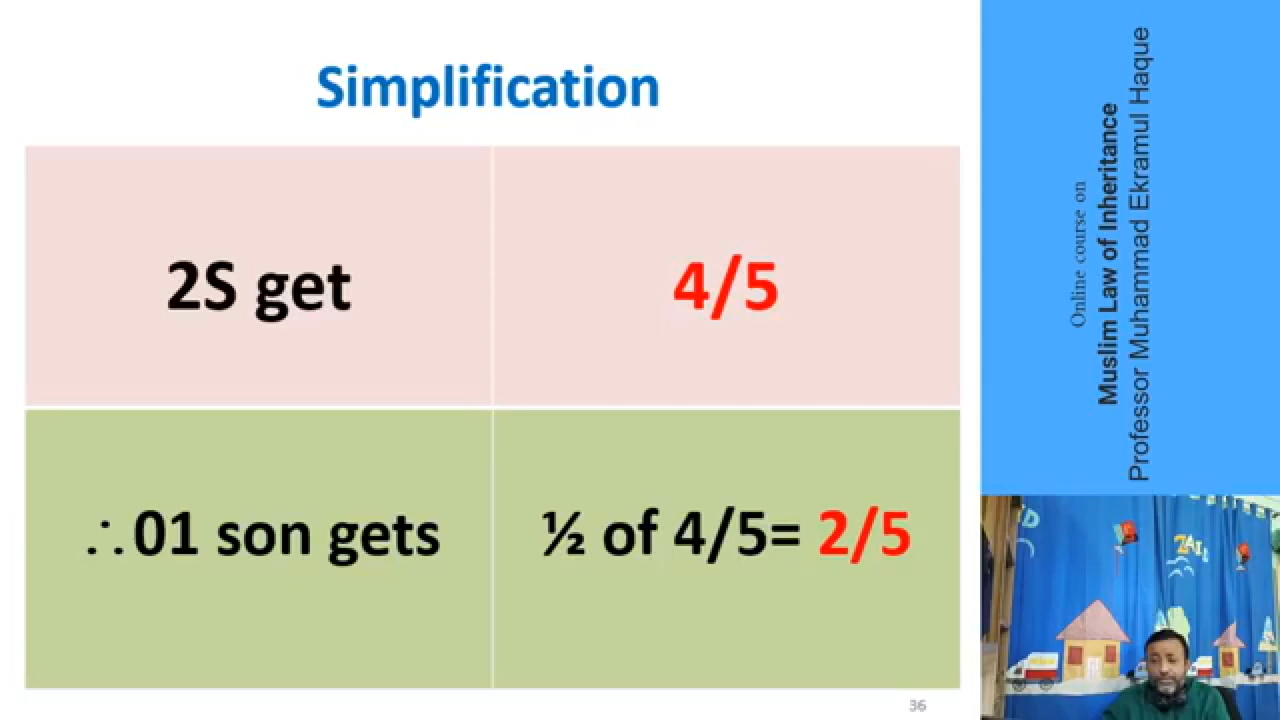 Simplification
2S get
4/5
∴01 son gets
½ of 4/5= 2/5
36
Online course on
Muslim Law of Inheritance
Professor Muhammad Ekramul Haque